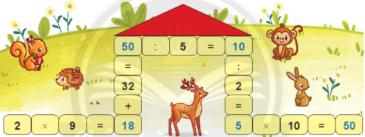 50 : 5 = 10
= :
32 2
+ =
2 × 9 = 18 5 × 10 = 50